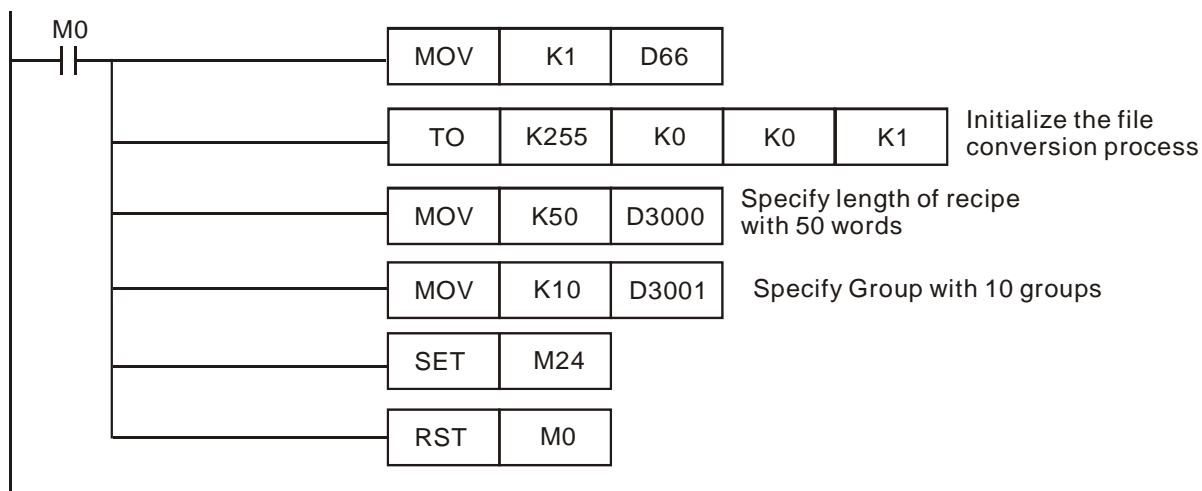 M0
MOV K1 D66
TO K255 K0 K0 K1
Initialize the file
conversion process
MOV K50 D3000
Specify length of recipe
with 50 words
MOV K10 D3001
Specify Group with 10 groups
SET M24
RST M0